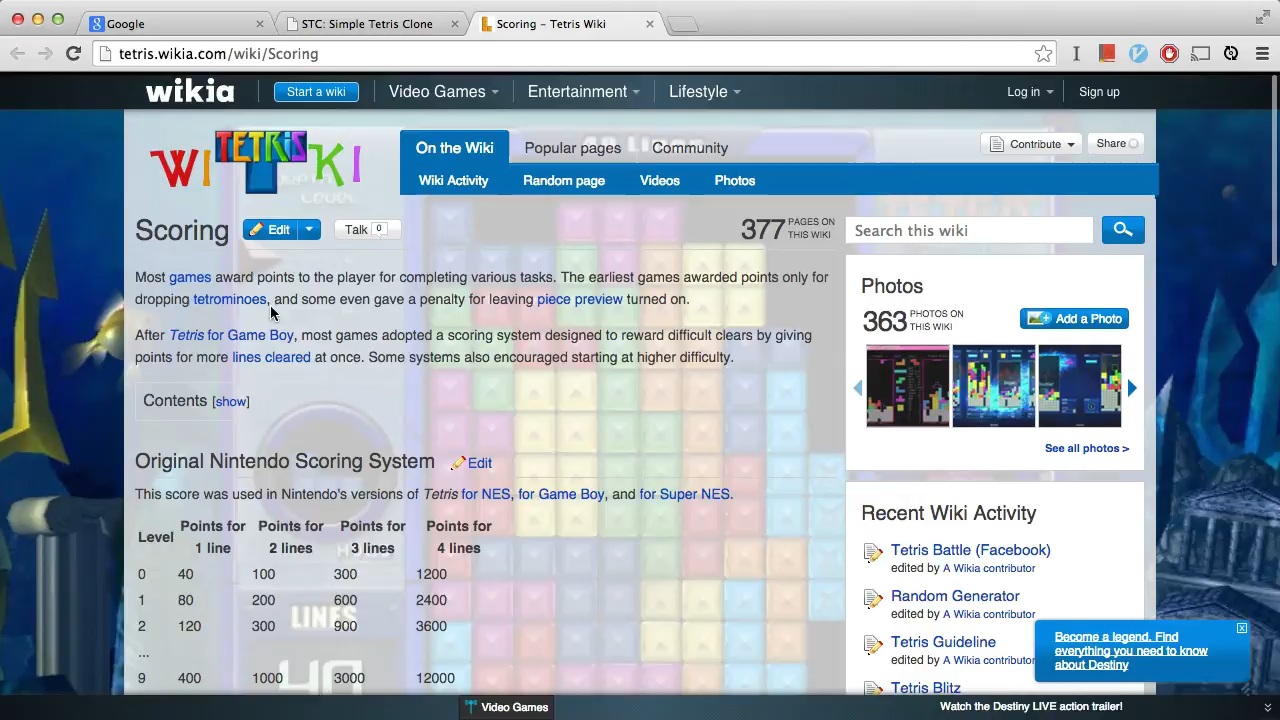 Google
STC: Simple Tetris Clone
Scoring – Tetris Wiki
tetris.wikia.com/wiki/Scoring
wikia
Start a wiki
Video Games
Entertainment
Lifestyle
Log in
Sign up
WI TETRIS KI
On the Wiki
Popular pages
Community
Contribute
Share
Wiki Activity
Random page
Videos
Photos
Scoring
Edit
Talk 0
377 PAGES ON THIS WIKI
Search this wiki
Most games award points to the player for completing various tasks. The earliest games awarded points only for
dropping tetrominoes, and some even gave a penalty for leaving piece preview turned on.
After Tetris for Game Boy, most games adopted a scoring system designed to reward difficult clears by giving
points for more lines cleared at once. Some systems also encouraged starting at higher difficulty.
Contents [show]
Original Nintendo Scoring System Edit
This score was used in Nintendo's versions of Tetris for NES, for Game Boy, and for Super NES.
Level Points for 1 line Points for 2 lines Points for 3 lines Points for 4 lines
0 40 100 300 1200
1 80 200 600 2400
2 120 300 900 3600
...
9 400 1000 3000 12000
LINES
40
Photos
363 PHOTOS ON THIS WIKI
Add a Photo
See all photos >
Recent Wiki Activity
Tetris Battle (Facebook)
edited by A Wikia contributor
Random Generator
edited by A Wikia contributor
Tetris Guideline
edited by A Wikia contributor
Tetris Blitz
Become a legend. Find
everything you need to know
about Destiny
Video Games
Watch the Destiny LIVE action trailer!